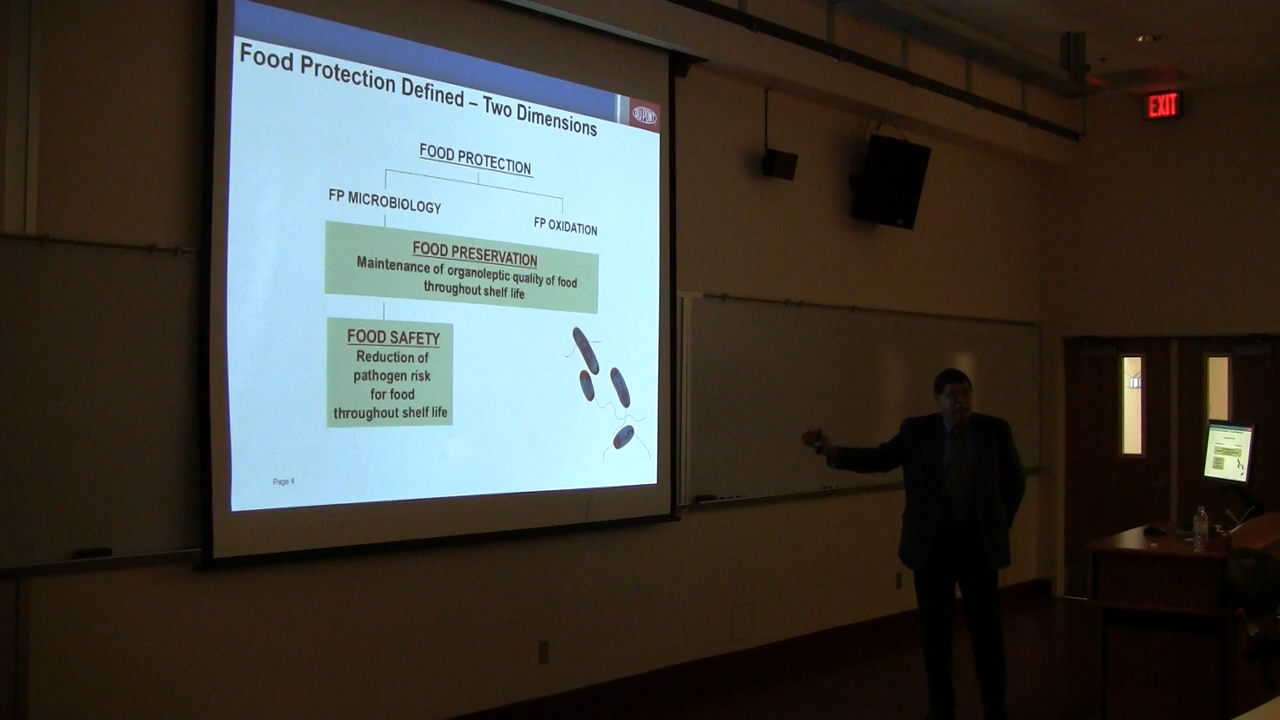 Food Protection Defined – Two Dimensions
DUPONT
FOOD PROTECTION
FP MICROBIOLOGY
FP OXIDATION
FOOD PRESERVATION
Maintenance of organoleptic quality of food
throughout shelf life
FOOD SAFETY
Reduction of
pathogen risk
for food
throughout shelf life
Page 4
EXIT